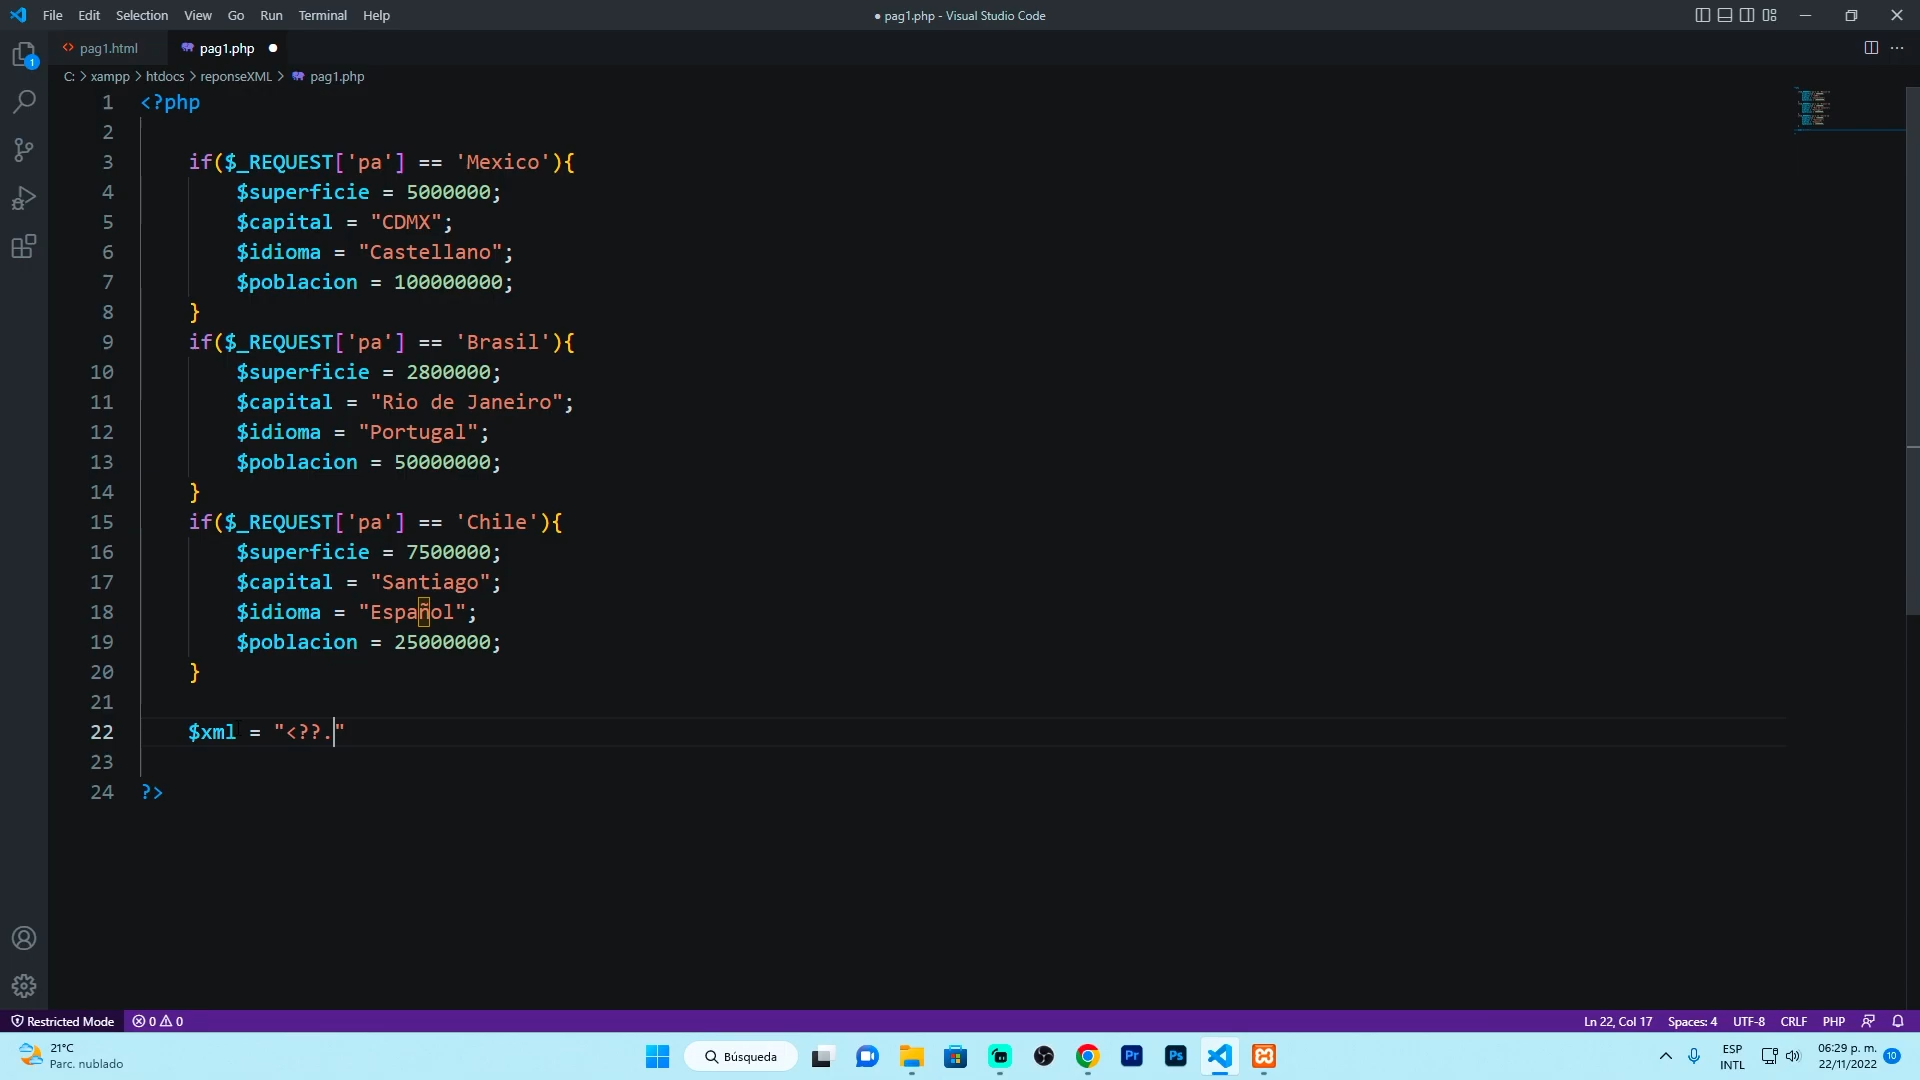 File Edit Selection View Go Run Terminal Help
● pag1.php - Visual Studio Code
pag1.html
pag1.php ●
1
C: > xampp > htdocs > reponseXML > pag1.php
1 <?php
2
3 if($_REQUEST['pa'] == 'Mexico'){
4 $superficie = 5000000;
5 $capital = "CDMX";
6 $idioma = "Castellano";
7 $poblacion = 100000000;
8 }
9 if($_REQUEST['pa'] == 'Brasil'){
10 $superficie = 2800000;
11 $capital = "Rio de Janeiro";
12 $idioma = "Portugal";
13 $poblacion = 50000000;
14 }
15 if($_REQUEST['pa'] == 'Chile'){
16 $superficie = 7500000;
17 $capital = "Santiago";
18 $idioma = "Español";
19 $poblacion = 25000000;
20 }
21
22 $xml = "<??."
23
24 ?>
Restricted Mode 0 0
Ln 22, Col 17 Spaces: 4 UTF-8 CRLF PHP
21°C
Parc. nublado
Búsqueda
Pr
Ps
ESP
INTL
06:29 p. m.
22/11/2022
10